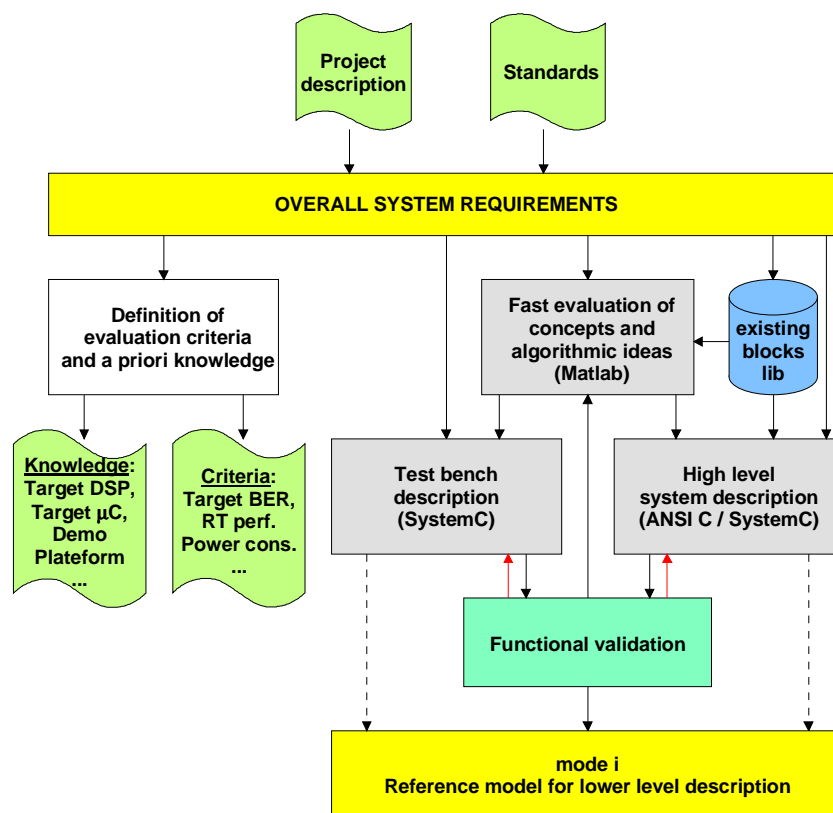 Project
description
Standards
OVERALL SYSTEM REQUIREMENTS
Definition of
evaluation criteria
and a priori knowledge
Fast evaluation of
concepts and
algorithmic ideas
(Matlab)
existing
blocks
lib
Knowledge:
Target DSP,
Target μC,
Demo
Plateform
...
Criteria:
Target BER,
RT perf.
Power cons.
...
Test bench
description
(SystemC)
High level
system description
(ANSI C / SystemC)
Functional validation
mode i
Reference model for lower level description